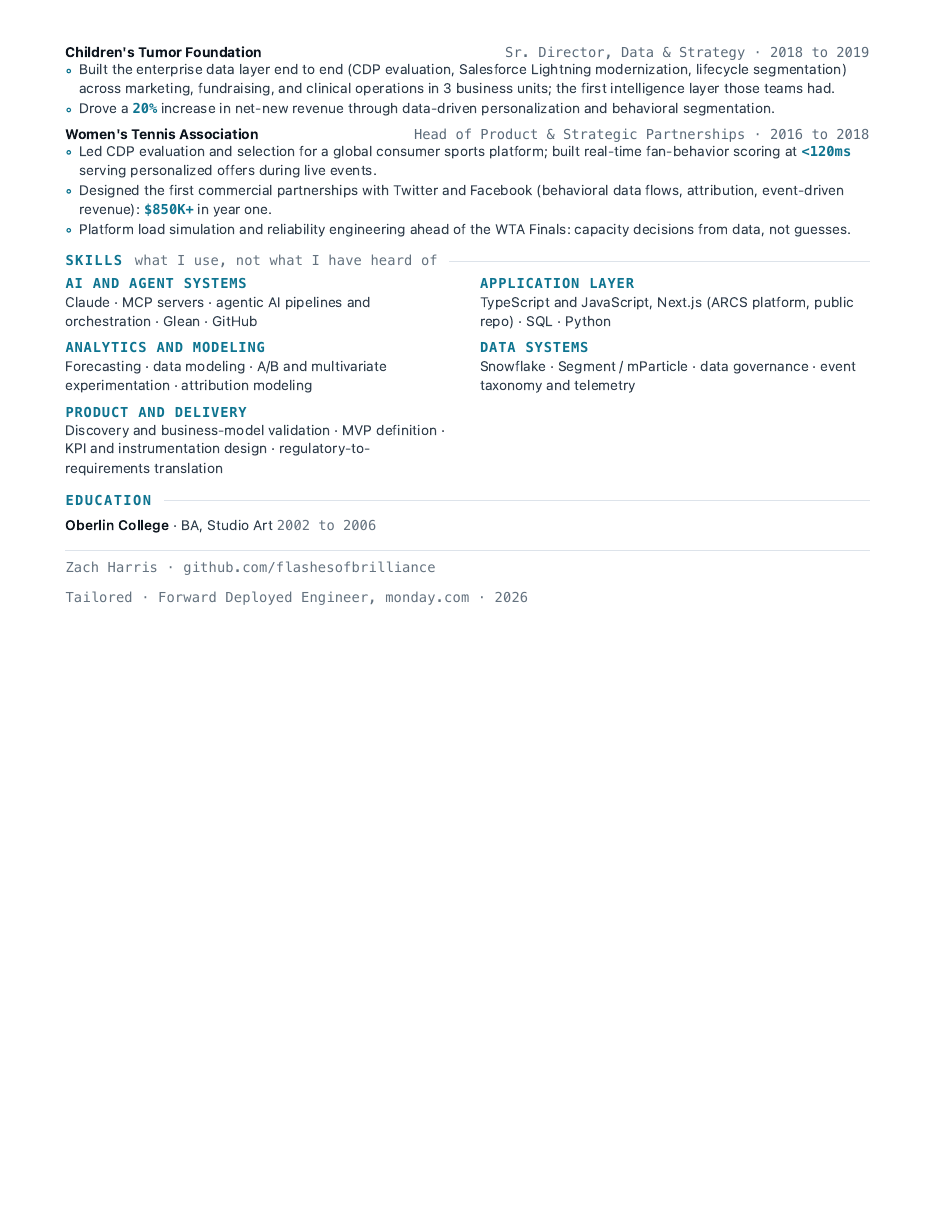 Children's Tumor Foundation Sr. Director, Data & Strategy · 2018 to 2019
Built the enterprise data layer end to end (CDP evaluation, Salesforce Lightning modernization, lifecycle segmentation)
across marketing, fundraising, and clinical operations in 3 business units; the first intelligence layer those teams had.
Drove a 20% increase in net-new revenue through data-driven personalization and behavioral segmentation.
Women's Tennis Association Head of Product & Strategic Partnerships · 2016 to 2018
Led CDP evaluation and selection for a global consumer sports platform; built real-time fan-behavior scoring at <120ms
serving personalized offers during live events.
Designed the first commercial partnerships with Twitter and Facebook (behavioral data flows, attribution, event-driven
revenue): $850K+ in year one.
Platform load simulation and reliability engineering ahead of the WTA Finals: capacity decisions from data, not guesses.
SKILLS what I use, not what I have heard of
AI AND AGENT SYSTEMS
Claude · MCP servers · agentic AI pipelines and
orchestration · Glean · GitHub
APPLICATION LAYER
TypeScript and JavaScript, Next.js (ARCS platform, public
repo) · SQL · Python
ANALYTICS AND MODELING
Forecasting · data modeling · A/B and multivariate
experimentation · attribution modeling
DATA SYSTEMS
Snowflake · Segment / mParticle · data governance · event
taxonomy and telemetry
PRODUCT AND DELIVERY
Discovery and business-model validation · MVP definition ·
KPI and instrumentation design · regulatory-to-
requirements translation
EDUCATION
Oberlin College · BA, Studio Art 2002 to 2006
Zach Harris · github.com/flashesofbrilliance
Tailored · Forward Deployed Engineer, monday.com · 2026